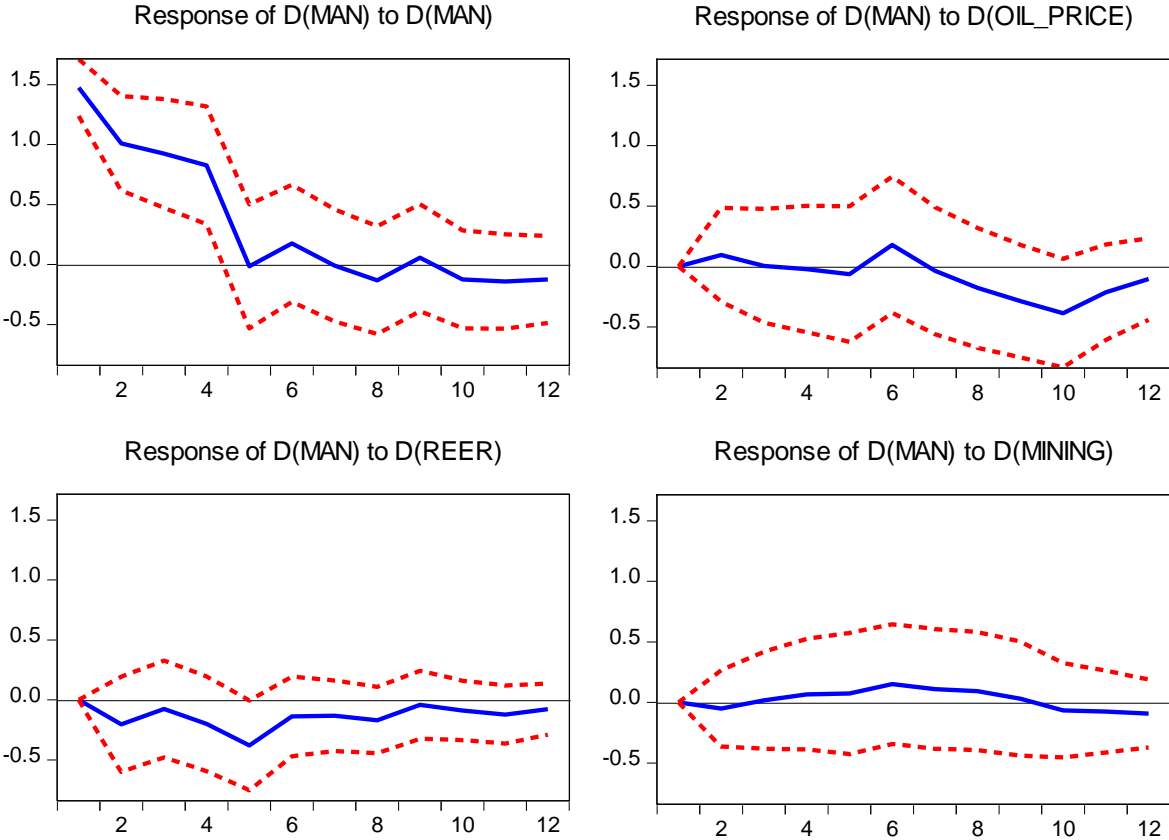 Response of D(MAN) to D(MAN)
1.5
1.0
0.5
0.0
-0.5
2 4 6 8 10 12
Response of D(MAN) to D(OIL_PRICE)
1.5
1.0
0.5
0.0
-0.5
2 4 6 8 10 12
Response of D(MAN) to D(REER)
1.5
1.0
0.5
0.0
-0.5
2 4 6 8 10 12
Response of D(MAN) to D(MINING)
1.5
1.0
0.5
0.0
-0.5
2 4 6 8 10 12